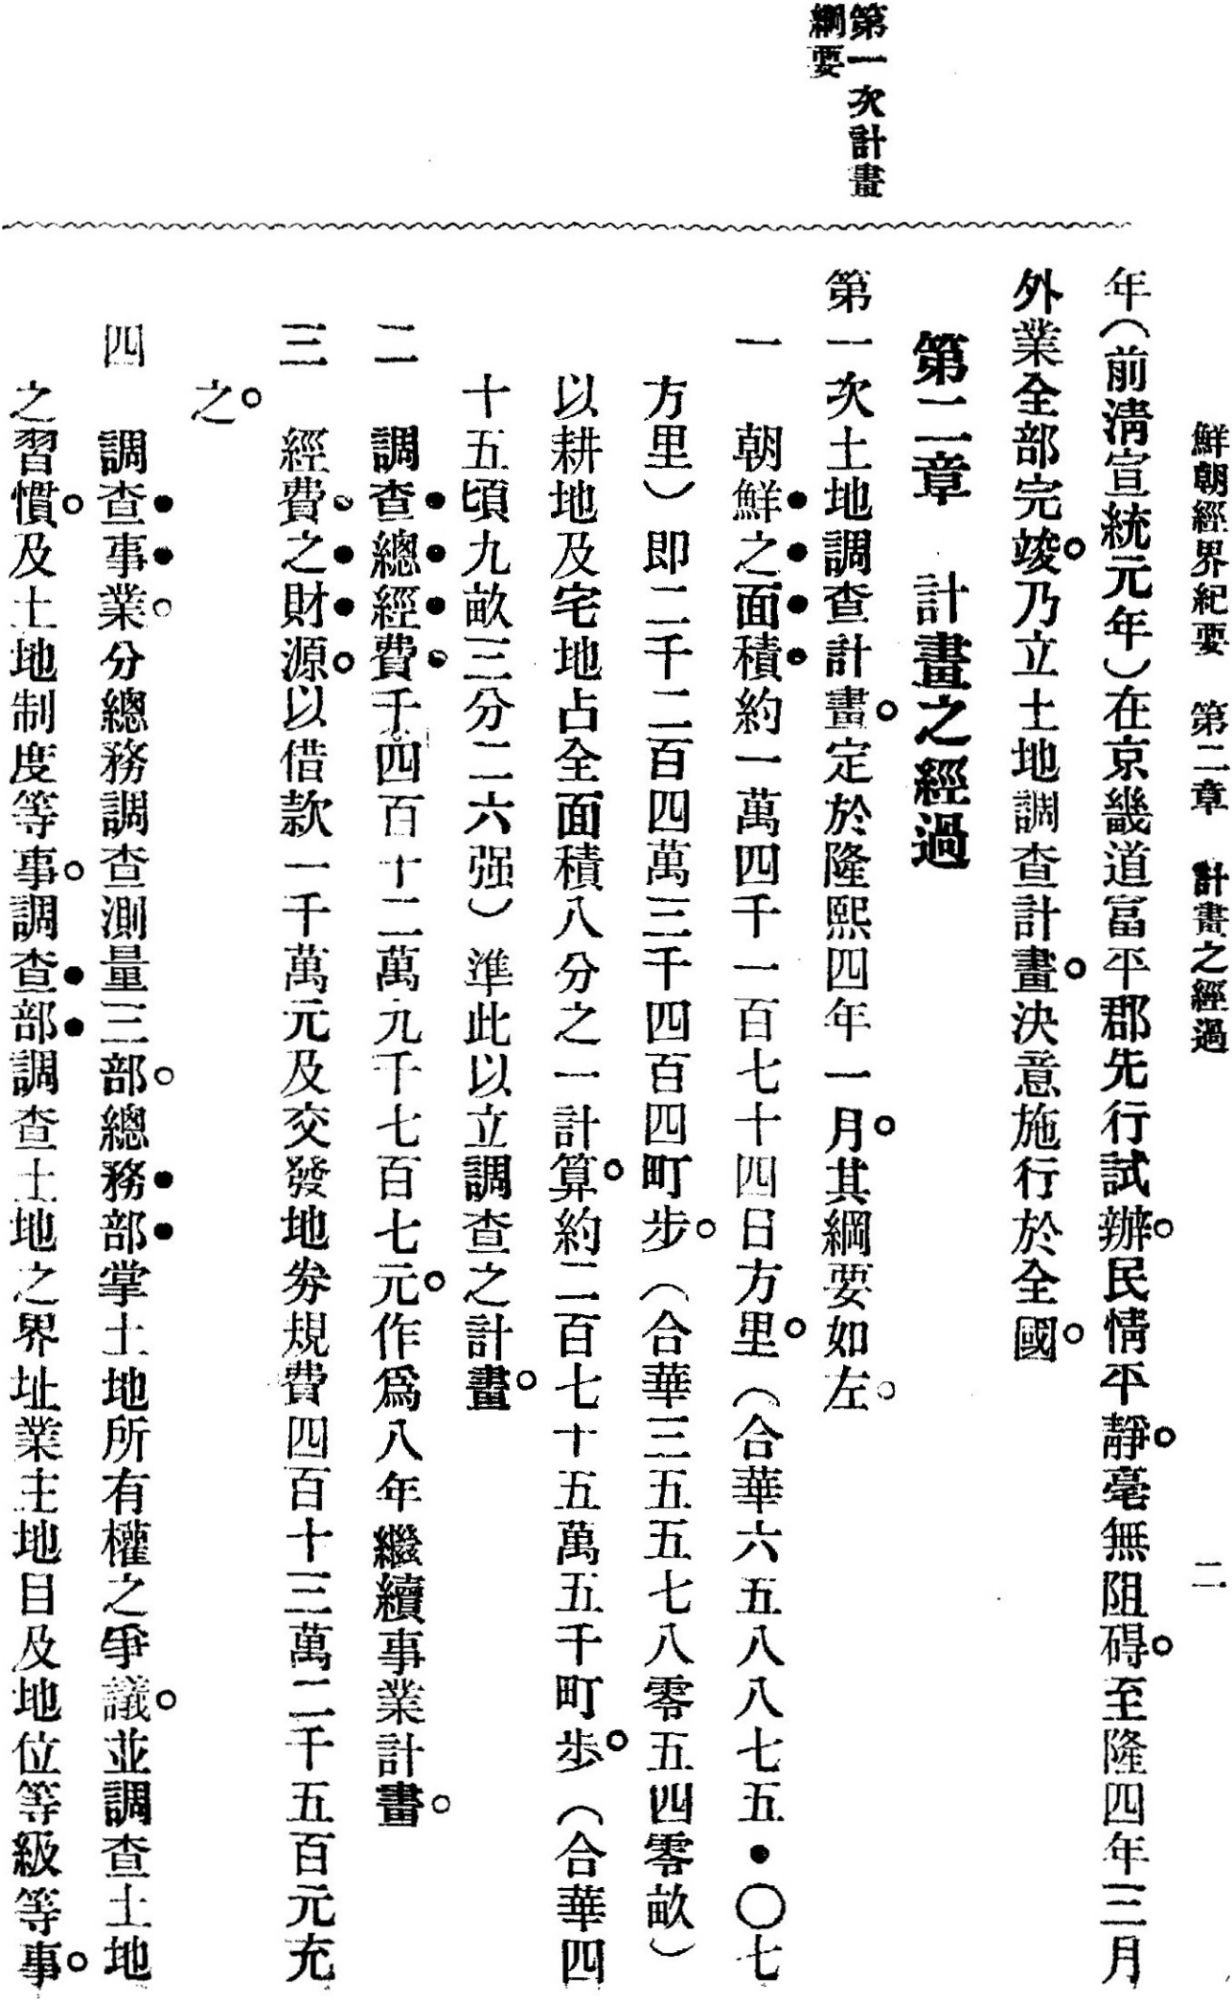 鮮朝經界紀要　第二章　計畫之經過　二
年(前淸宣統元年)在京畿道富平郡先行試辦。民情平靜。毫無阻碍。至隆四年三月
外業全部完竣。乃立土地調查計畫。決意施行於全國。
第二章　計畫之經過
第一次計畫
綱要
第一次土地調查計畫。定於隆熙四年一月。其綱要如左。
一　朝鮮之面積約一萬四千一百七十四日方里。(合華六五八八七五•〇七
方里)即二千二百四萬三千四百四町步。(合華三五五七八零五四零畝)
以耕地及宅地占全面積八分之一計算。約二百七十五萬五千町步。(合華四
十五頃九畝三分二六强)準此以立調查之計畫。
二　調查總經費千四百十二萬九千七百七元。作爲八年繼續事業計畫。
三　經費之財源。以借款一千萬元及交發地券規費四百十三萬二千五百元充
之。
四　調查事業。分總務調查測量三部。總務部掌土地所有權之爭議。並調查土地
之習慣。及土地制度等事。調查部調查土地之界址業主地目及地位等級等事。